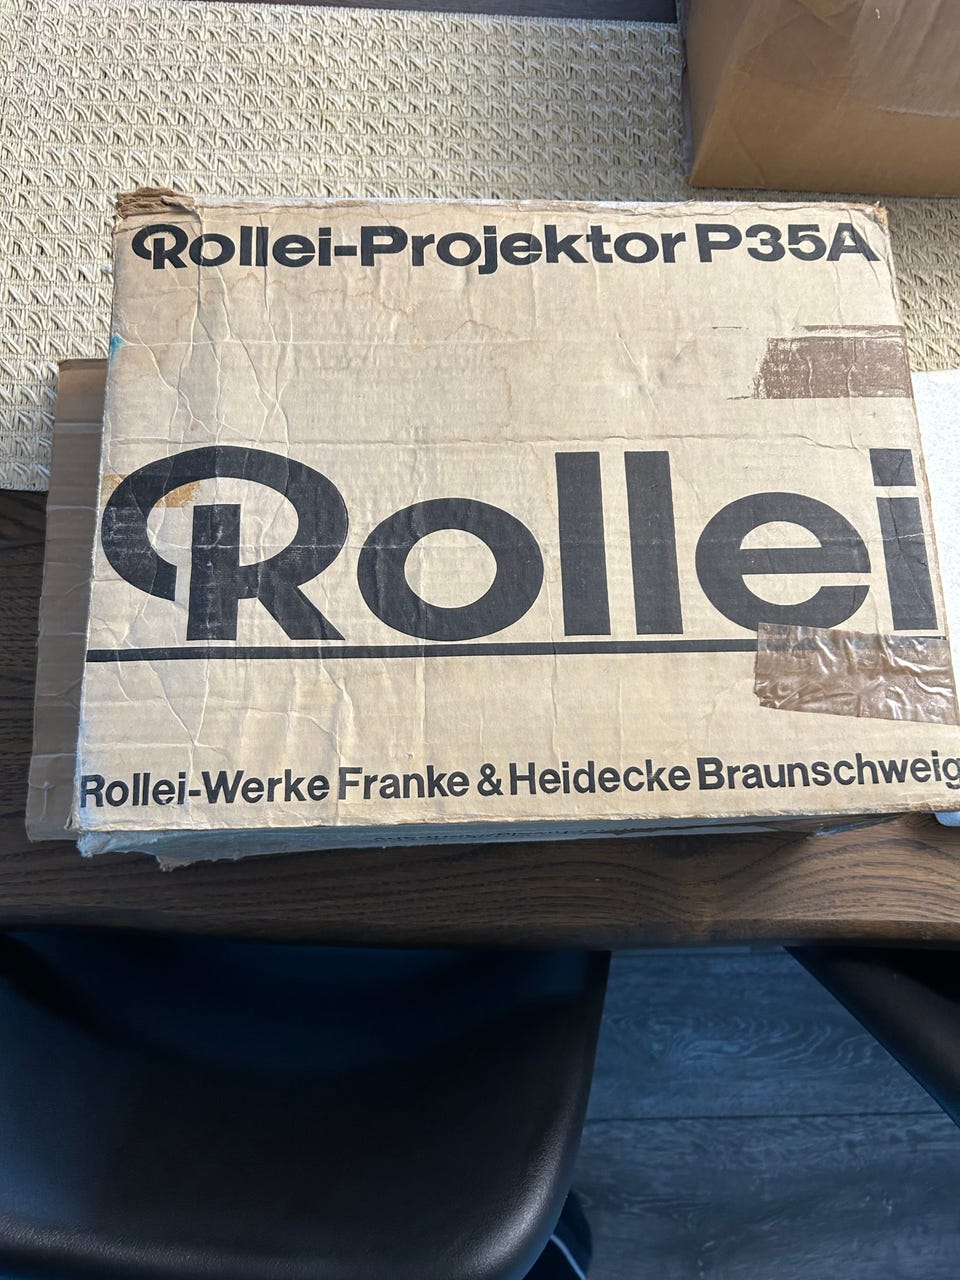 Rollei-Projektor P35A
Rollei
Rollei-Werke Franke & Heidecke Braunschweig